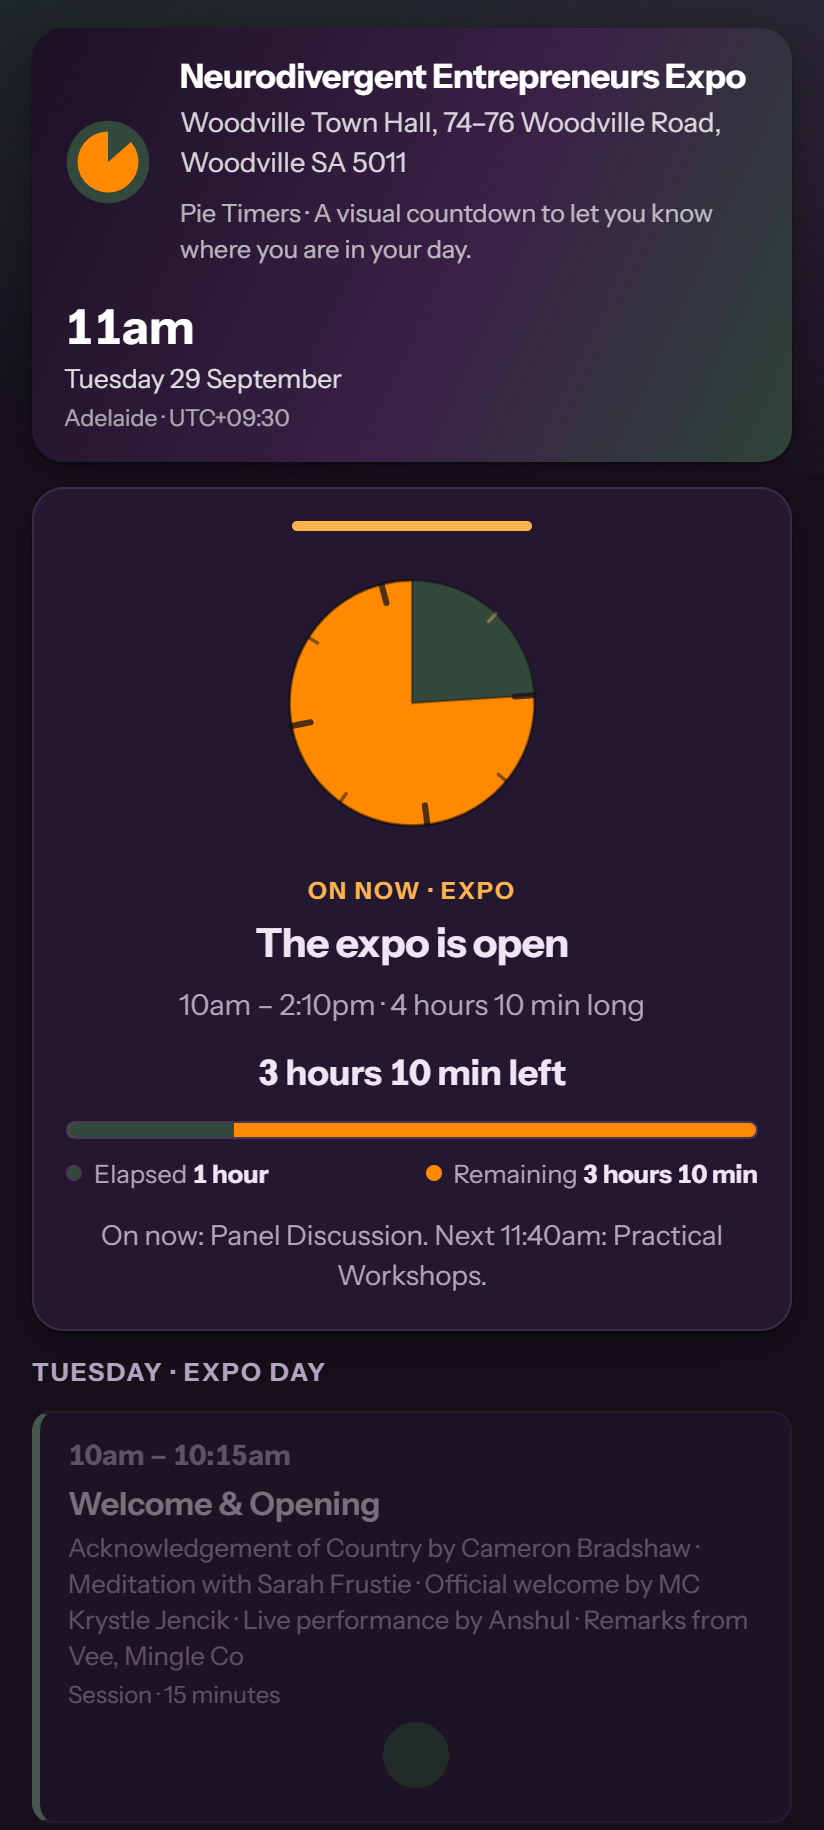 Neurodivergent Entrepreneurs Expo
Woodville Town Hall, 74–76 Woodville Road,
Woodville SA 5011
Pie Timers · A visual countdown to let you know
where you are in your day.
11am
Tuesday 29 September
Adelaide · UTC+09:30
ON NOW · EXPO
The expo is open
10am – 2:10pm · 4 hours 10 min long
3 hours 10 min left
Elapsed 1 hour
Remaining 3 hours 10 min
On now: Panel Discussion. Next 11:40am: Practical
Workshops.
TUESDAY · EXPO DAY
10am – 10:15am
Welcome & Opening
Acknowledgement of Country by Cameron Bradshaw ·
Meditation with Sarah Frustie · Official welcome by MC
Krystle Jencik · Live performance by Anshul · Remarks from
Vee, Mingle Co
Session · 15 minutes